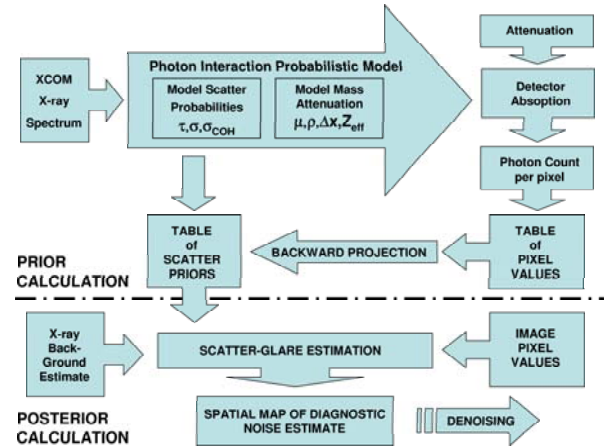 XCOM
X-ray
Spectrum
Photon Interaction Probabilistic Model
Model Scatter
Probabilities
τ,σ,σCOH
Model Mass
Attenuation
μ,ρ,Δx,Zeff
Attenuation
Detector
Absoption
Photon Count
per pixel
TABLE
of
SCATTER
PRIORS
BACKWARD PROJECTION
TABLE
of
PIXEL
VALUES
PRIOR
CALCULATION
X-ray
Back-
Ground
Estimate
SCATTER-GLARE ESTIMATION
IMAGE
PIXEL
VALUES
SPATIAL MAP OF DIAGNOSTIC
NOISE ESTIMATE
DENOISING
POSTERIOR
CALCULATION